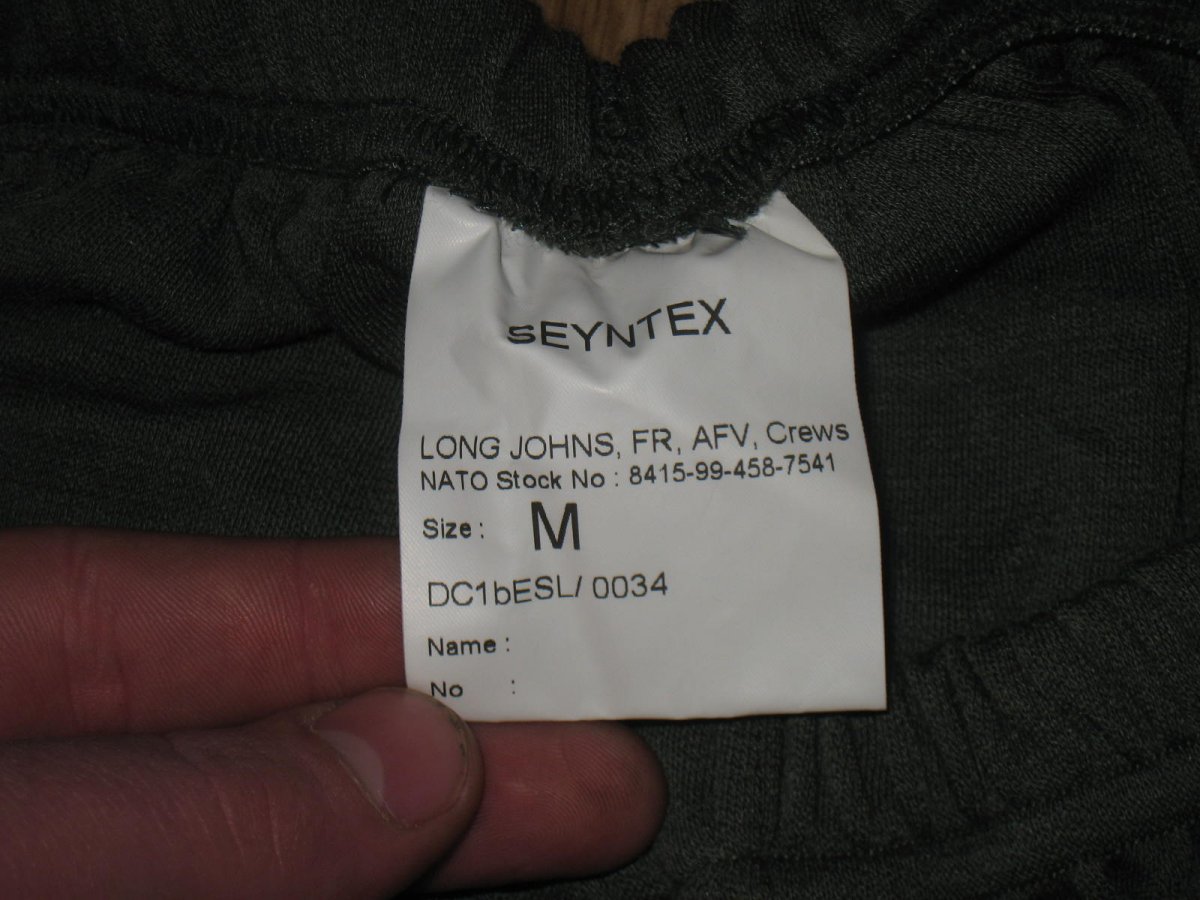 SEYNTEX
LONG JOHNS, FR, AFV, Crews
NATO Stock No : 8415-99-458-7541
Size : M
DC1bESL/ 0034
Name :
No :